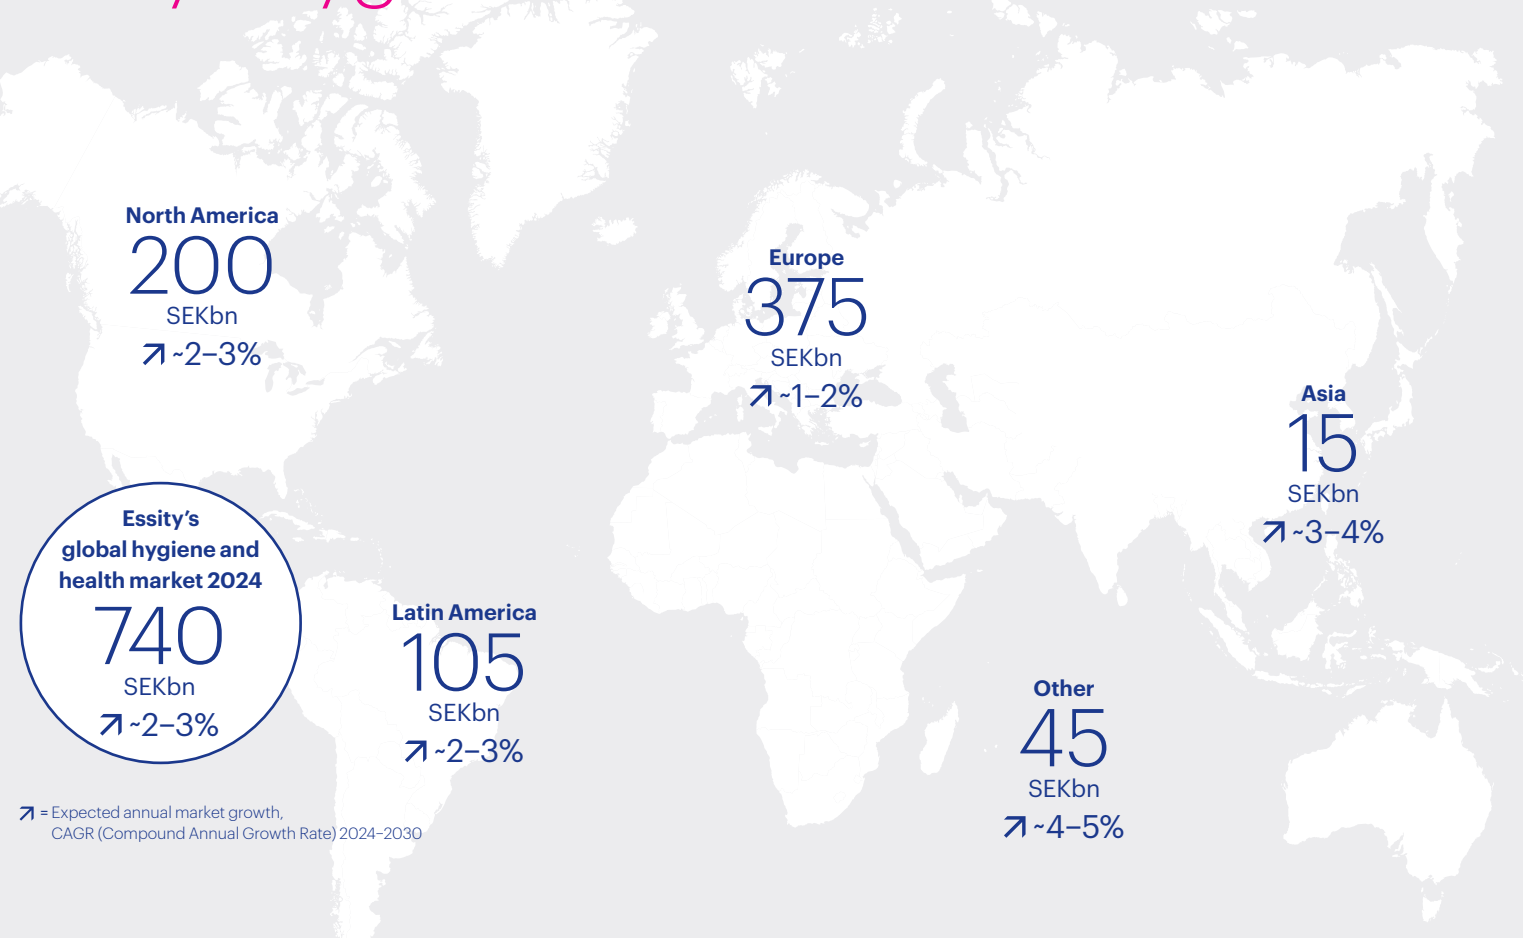 North America
200
SEKbn
~2–3%
Europe
375
SEKbn
~1–2%
Asia
15
SEKbn
~3–4%
Essity’s
global hygiene and
health market 2024
740
SEKbn
~2–3%
Latin America
105
SEKbn
~2–3%
Other
45
SEKbn
~4–5%
= Expected annual market growth,
CAGR (Compound Annual Growth Rate) 2024–2030